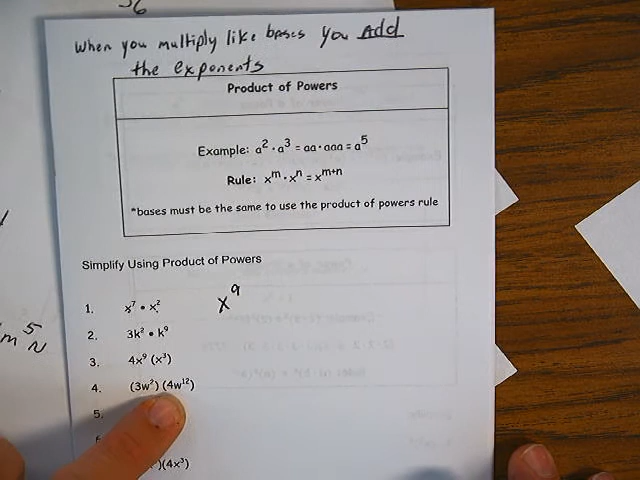 36
When you multiply like bases you Add
the exponents
Product of Powers
Example: a² · a³ = aa · aaa = a⁵
Rule: xᵐ · xⁿ = xᵐ⁺ⁿ
*bases must be the same to use the product of powers rule
Simplify Using Product of Powers
1. x⁷ • x² x⁹
2. 3k² • k⁹
3. 4x⁹ (x³)
4. (3w²) (4w¹²)
5.
)(4x³)
m⁵ N